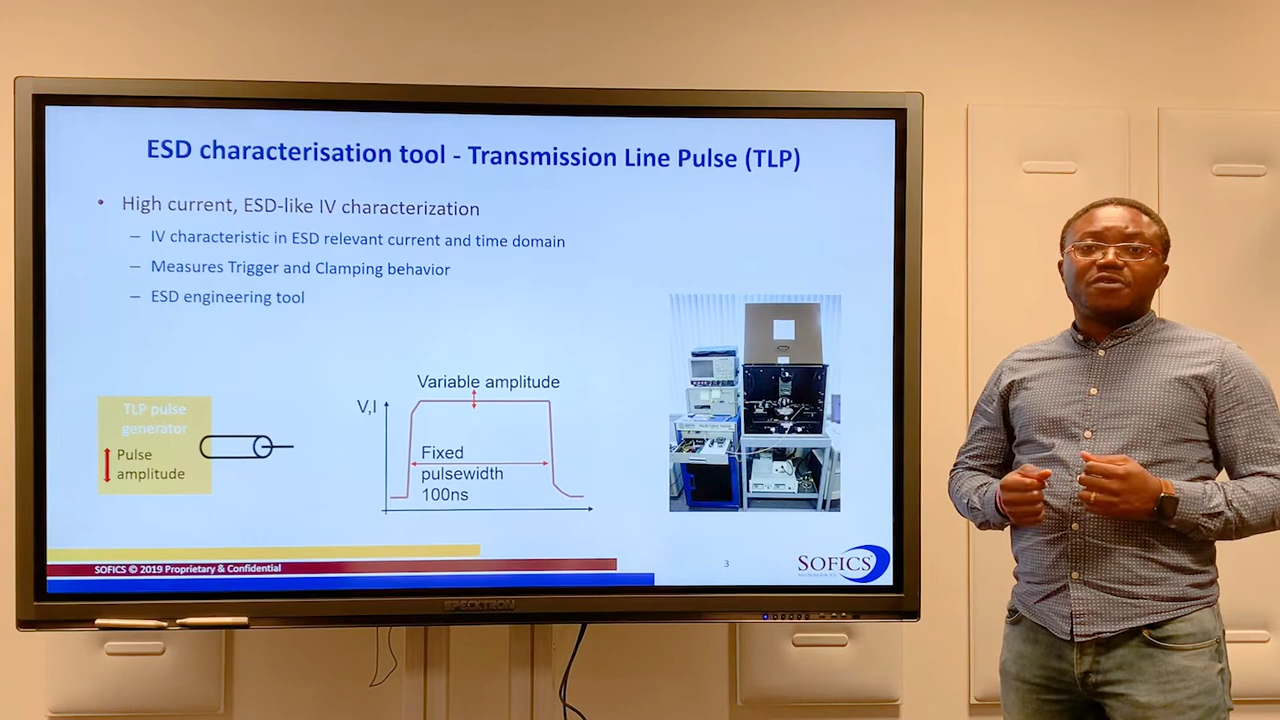 ESD characterisation tool - Transmission Line Pulse (TLP)
• High current, ESD-like IV characterization
– IV characteristic in ESD relevant current and time domain
– Measures Trigger and Clamping behavior
– ESD engineering tool
TLP pulse
generator
Pulse
amplitude
V,I
Variable amplitude
Fixed
pulsewidth
100ns
SOFICS © 2019 Proprietary & Confidential
3
SOFICS
SPECKTRON